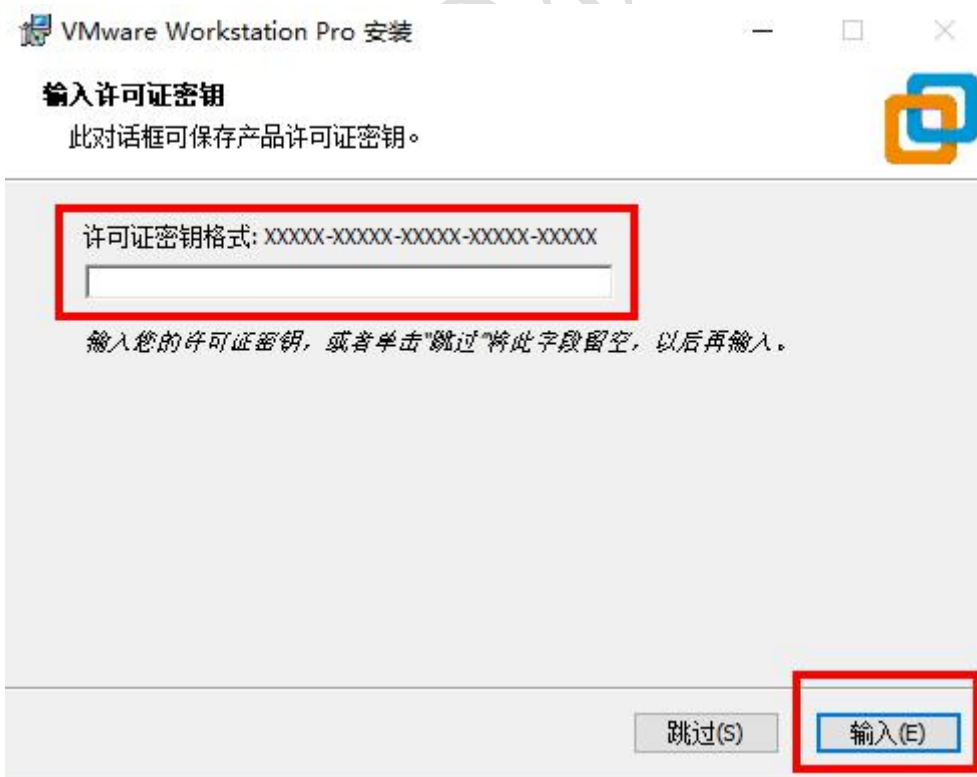 VMware Workstation Pro 安装
输入许可证密钥
此对话框可保存产品许可证密钥。
许可证密钥格式: XXXXX-XXXXX-XXXXX-XXXXX-XXXXX
输入您的许可证密钥，或者单击"跳过"将此字段留空，以后再输入。
跳过(S) 输入(E)